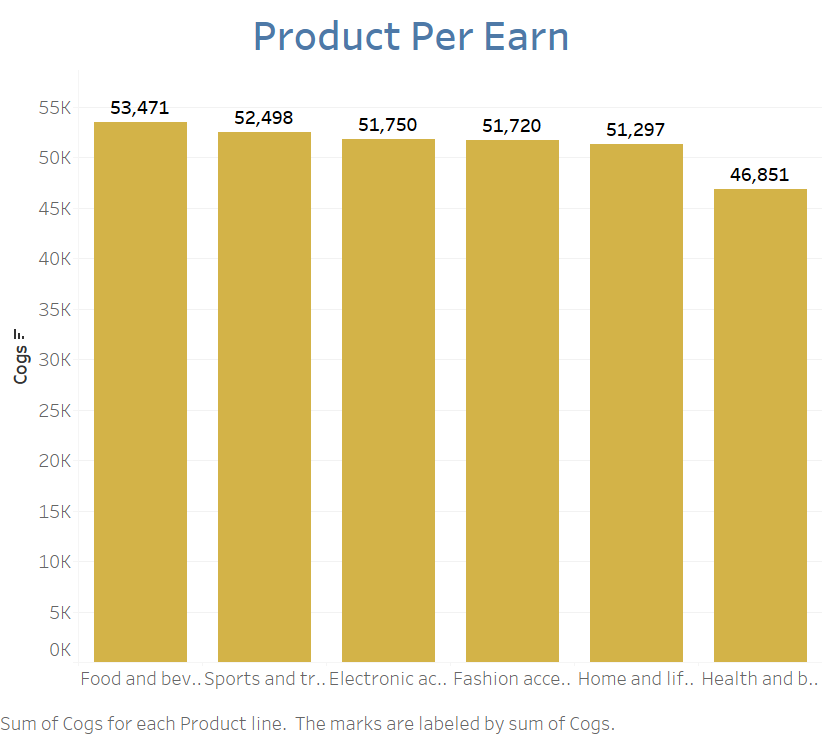 Product Per Earn
53,471
52,498
51,750
51,720
51,297
46,851
55K
50K
45K
40K
35K
30K
25K
20K
15K
10K
5K
0K
Cogs
Food and bev.. Sports and tr.. Electronic ac.. Fashion acce.. Home and lif.. Health and b..
Sum of Cogs for each Product line. The marks are labeled by sum of Cogs.